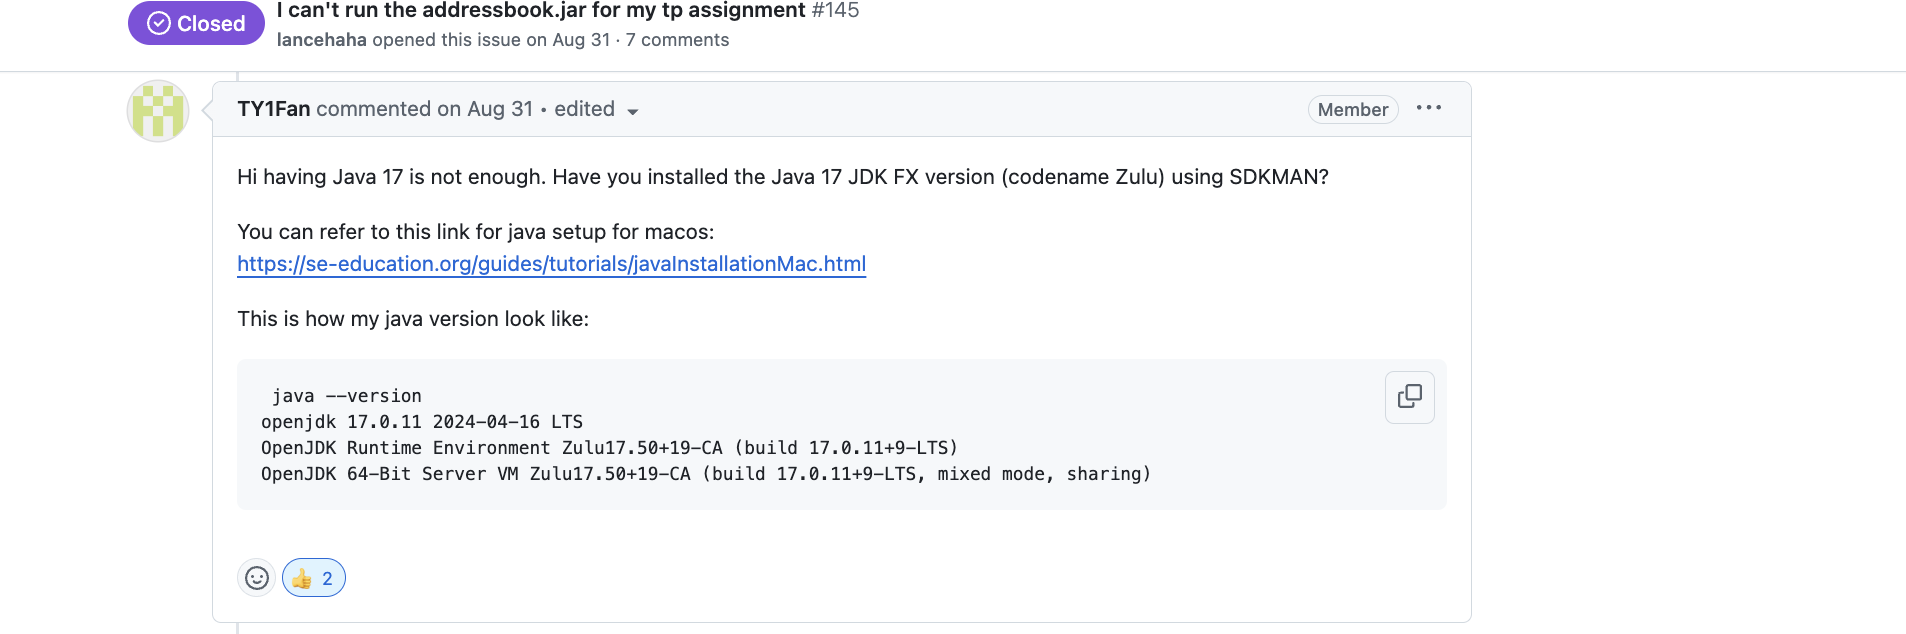 Closed
I can't run the addressbook.jar for my tp assignment #145
lancehaha opened this issue on Aug 31 · 7 comments
TY1Fan commented on Aug 31 • edited
Member
Hi having Java 17 is not enough. Have you installed the Java 17 JDK FX version (codename Zulu) using SDKMAN?
You can refer to this link for java setup for macos:
https://se-education.org/guides/tutorials/javaInstallationMac.html
This is how my java version look like:
java --version
openjdk 17.0.11 2024-04-16 LTS
OpenJDK Runtime Environment Zulu17.50+19-CA (build 17.0.11+9-LTS)
OpenJDK 64-Bit Server VM Zulu17.50+19-CA (build 17.0.11+9-LTS, mixed mode, sharing)
👍 2